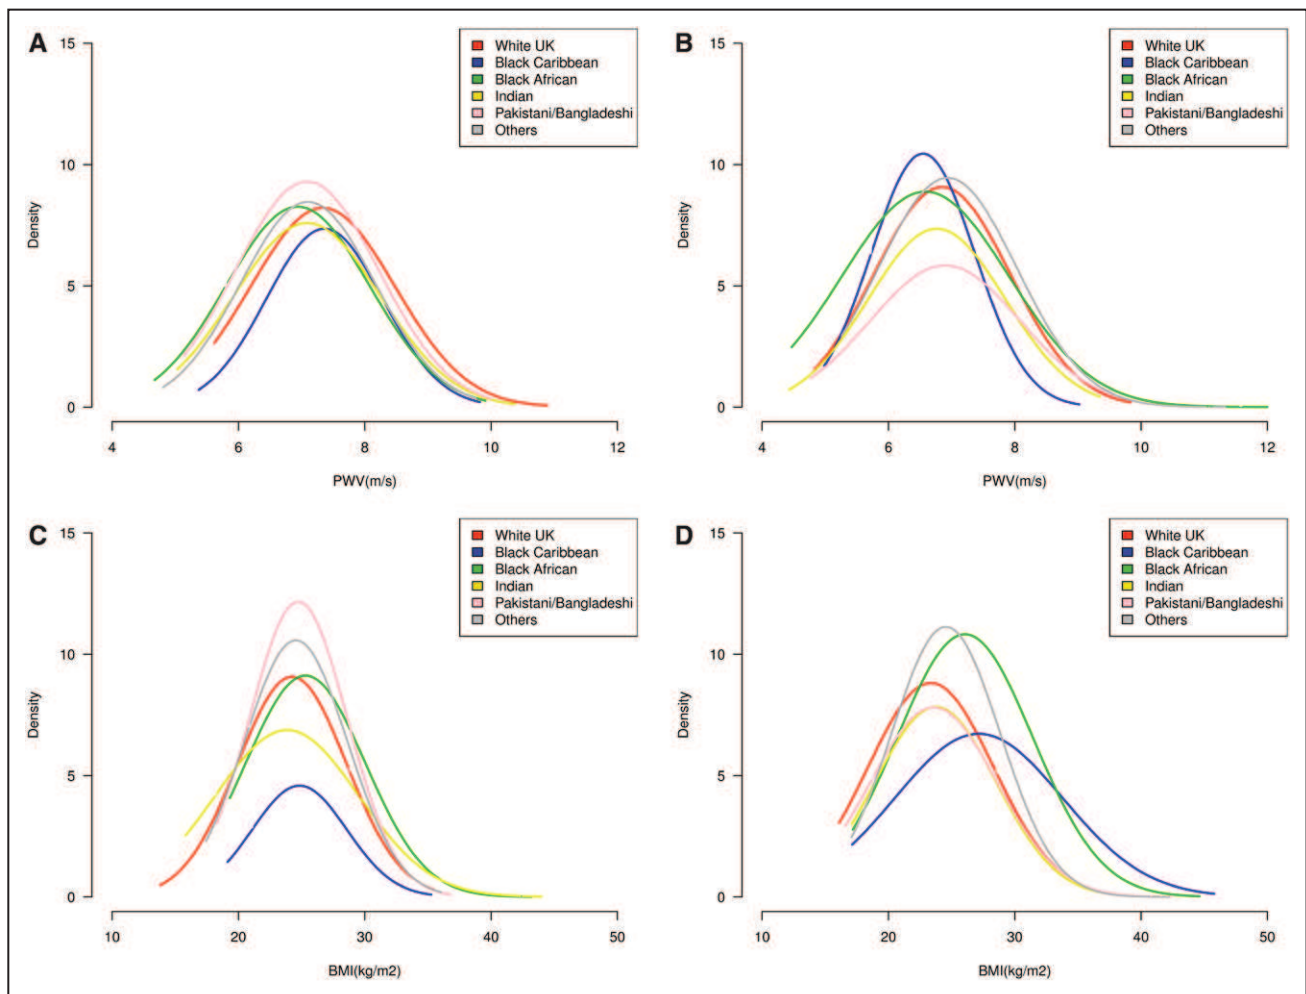 A
15
10
5
0
Density
4
6
8
10
12
PWV(m/s)
White UK
Black Caribbean
Black African
Indian
Pakistani/Bangladeshi
Others
B
15
10
5
0
Density
4
6
8
10
12
PWV(m/s)
White UK
Black Caribbean
Black African
Indian
Pakistani/Bangladeshi
Others
C
15
10
5
0
Density
10
20
30
40
50
BMI(kg/m2)
White UK
Black Caribbean
Black African
Indian
Pakistani/Bangladeshi
Others
D
15
10
5
0
Density
10
20
30
40
50
BMI(kg/m2)
White UK
Black Caribbean
Black African
Indian
Pakistani/Bangladeshi
Others